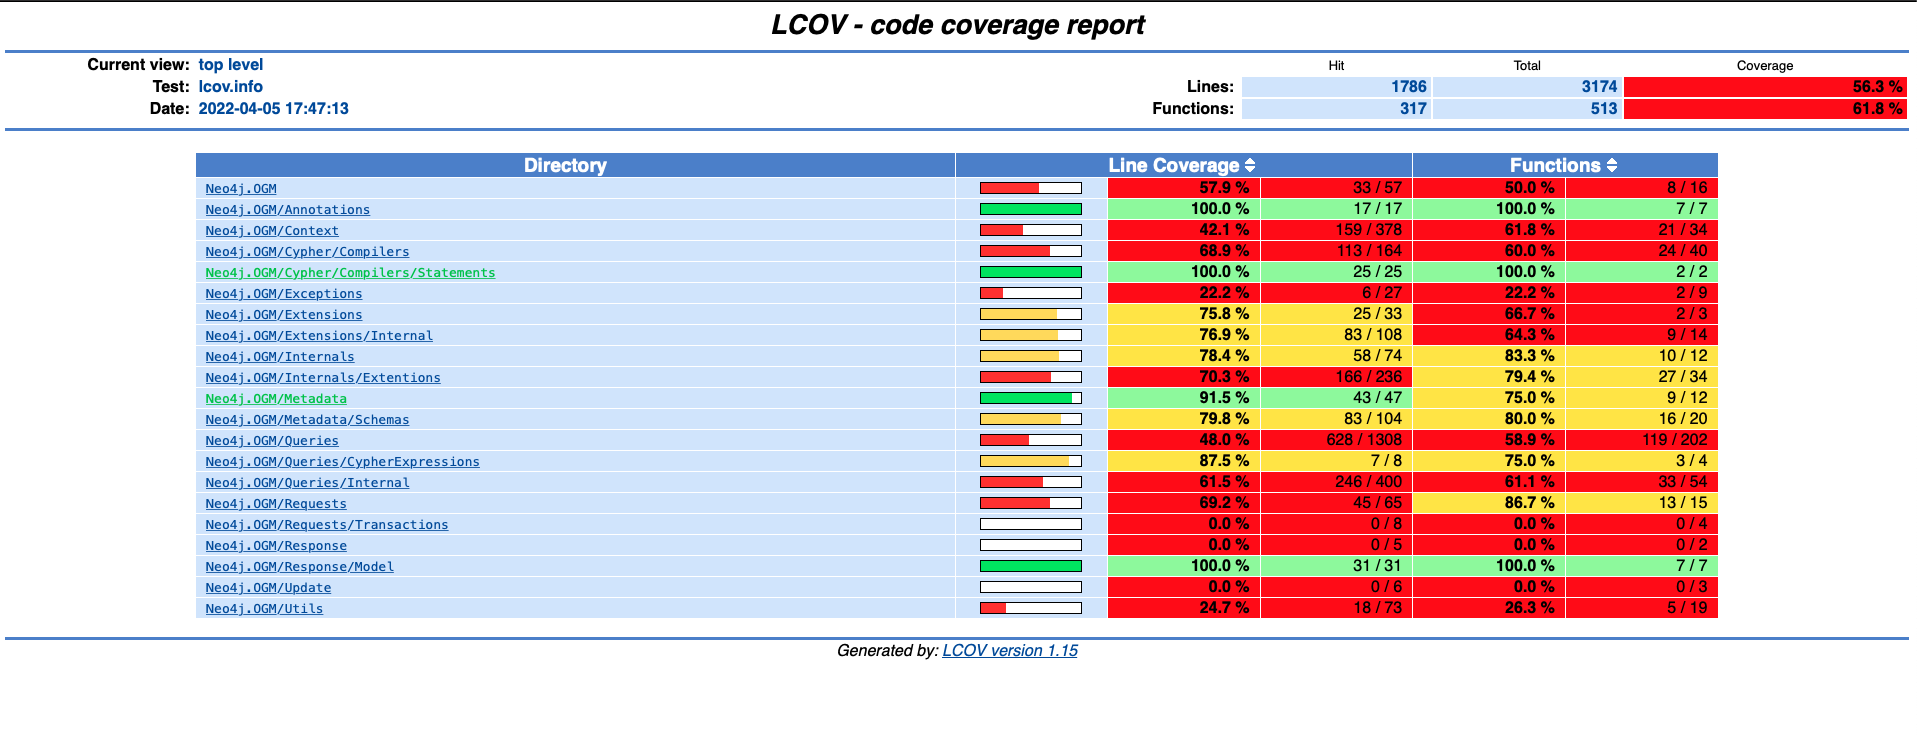 LCOV - code coverage report
Current view: top level
Hit Total Coverage
Test: lcov.info Lines: 1786 3174 56.3 %
Date: 2022-04-05 17:47:13 Functions: 317 513 61.8 %
Directory Line Coverage Functions
Neo4j.OGM 57.9 % 33 / 57 50.0 % 8 / 16
Neo4j.OGM/Annotations 100.0 % 17 / 17 100.0 % 7 / 7
Neo4j.OGM/Context 42.1 % 159 / 378 61.8 % 21 / 34
Neo4j.OGM/Cypher/Compilers 68.9 % 113 / 164 60.0 % 24 / 40
Neo4j.OGM/Cypher/Compilers/Statements 100.0 % 25 / 25 100.0 % 2 / 2
Neo4j.OGM/Exceptions 22.2 % 6 / 27 22.2 % 2 / 9
Neo4j.OGM/Extensions 75.8 % 25 / 33 66.7 % 2 / 3
Neo4j.OGM/Extensions/Internal 76.9 % 83 / 108 64.3 % 9 / 14
Neo4j.OGM/Internals 78.4 % 58 / 74 83.3 % 10 / 12
Neo4j.OGM/Internals/Extentions 70.3 % 166 / 236 79.4 % 27 / 34
Neo4j.OGM/Metadata 91.5 % 43 / 47 75.0 % 9 / 12
Neo4j.OGM/Metadata/Schemas 79.8 % 83 / 104 80.0 % 16 / 20
Neo4j.OGM/Queries 48.0 % 628 / 1308 58.9 % 119 / 202
Neo4j.OGM/Queries/CypherExpressions 87.5 % 7 / 8 75.0 % 3 / 4
Neo4j.OGM/Queries/Internal 61.5 % 246 / 400 61.1 % 33 / 54
Neo4j.OGM/Requests 69.2 % 45 / 65 86.7 % 13 / 15
Neo4j.OGM/Requests/Transactions 0.0 % 0 / 8 0.0 % 0 / 4
Neo4j.OGM/Response 0.0 % 0 / 5 0.0 % 0 / 2
Neo4j.OGM/Response/Model 100.0 % 31 / 31 100.0 % 7 / 7
Neo4j.OGM/Update 0.0 % 0 / 6 0.0 % 0 / 3
Neo4j.OGM/Utils 24.7 % 18 / 73 26.3 % 5 / 19
Generated by: LCOV version 1.15